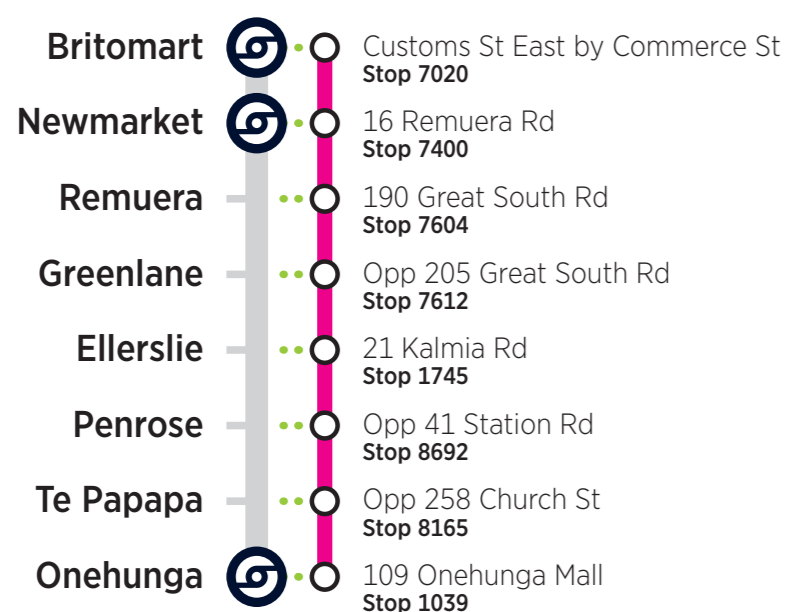 Britomart Customs St East by Commerce St
Stop 7020
Newmarket 16 Remuera Rd
Stop 7400
Remuera 190 Great South Rd
Stop 7604
Greenlane Opp 205 Great South Rd
Stop 7612
Ellerslie 21 Kalmia Rd
Stop 1745
Penrose Opp 41 Station Rd
Stop 8692
Te Papapa Opp 258 Church St
Stop 8165
Onehunga 109 Onehunga Mall
Stop 1039